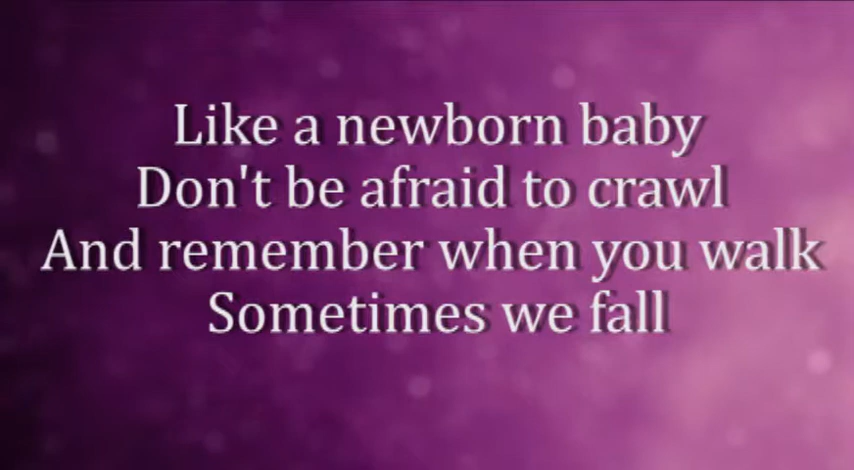 Like a newborn baby
Don't be afraid to crawl
And remember when you walk
Sometimes we fall